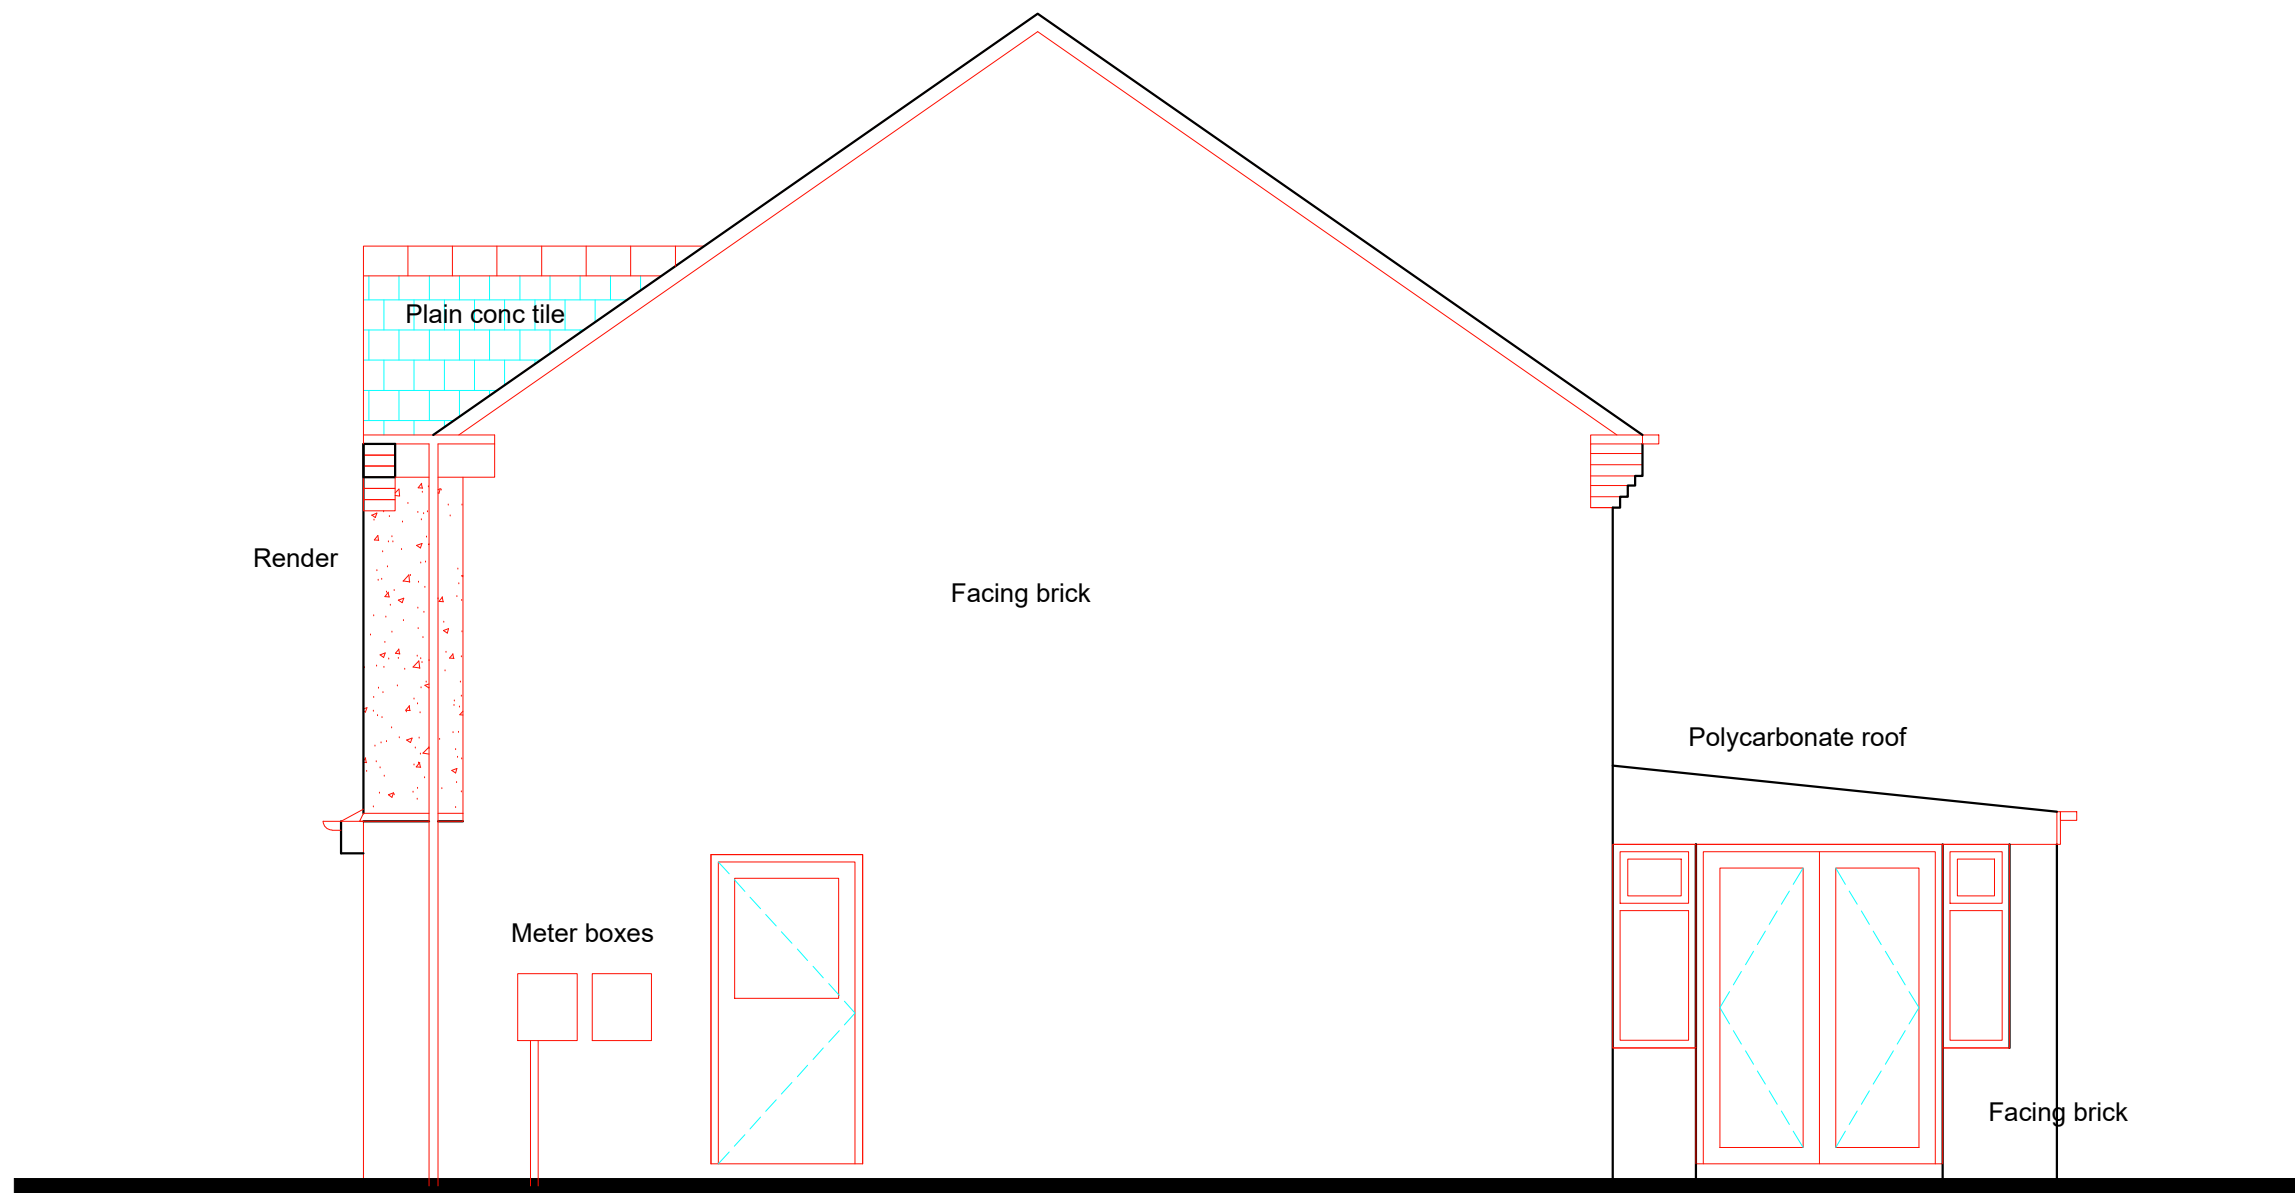 Plain conc tile
Render
Facing brick
Polycarbonate roof
Meter boxes
Facing brick